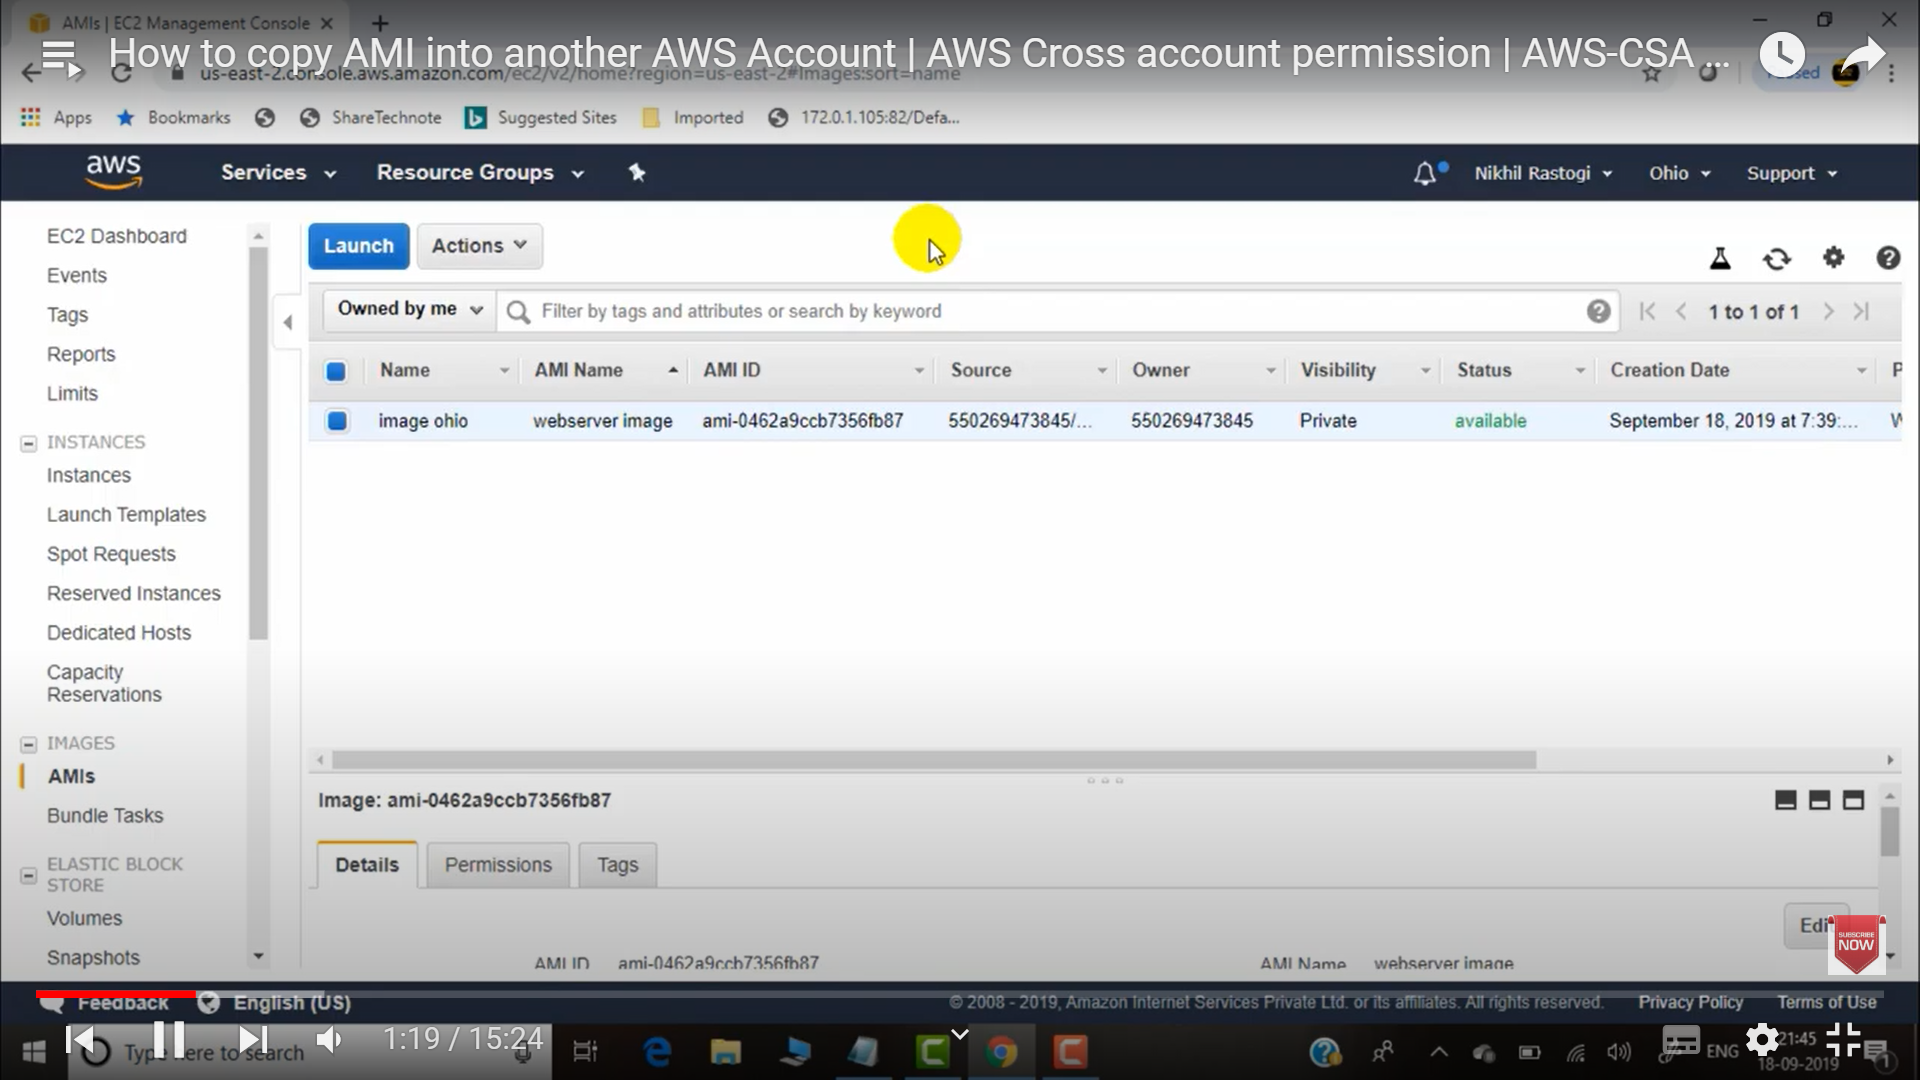 AMIs | EC2 Management Console
How to copy AMI into another AWS Account | AWS Cross account permission | AWS-CSA ...
us-east-2.console.aws.amazon.com/ec2/v2/home?region=us-east-2#Images:sort=name
Apps Bookmarks ShareTechnote Suggested Sites Imported 172.0.1.105:82/Defa...
aws Services Resource Groups Nikhil Rastogi Ohio Support
EC2 Dashboard
Events
Tags
Reports
Limits
INSTANCES
Instances
Launch Templates
Spot Requests
Reserved Instances
Dedicated Hosts
Capacity
Reservations
IMAGES
AMIs
Bundle Tasks
ELASTIC BLOCK
STORE
Volumes
Snapshots
Launch Actions
Owned by me Filter by tags and attributes or search by keyword 1 to 1 of 1
Name AMI Name AMI ID Source Owner Visibility Status Creation Date P
image ohio webserver image ami-0462a9ccb7356fb87 550269473845/... 550269473845 Private available September 18, 2019 at 7:39:...
Image: ami-0462a9ccb7356fb87
Details Permissions Tags
Edi
SUBSCRIBE
NOW
AMI ID ami-0462a9ccb7356fb87 AMI Name webserver image
Feedback English (US) © 2008 - 2019, Amazon Internet Services Private Ltd. or its affiliates. All rights reserved. Privacy Policy Terms of Use
1:19 / 15:24
Type here to search
ENG
21:45
18-09-2019
1